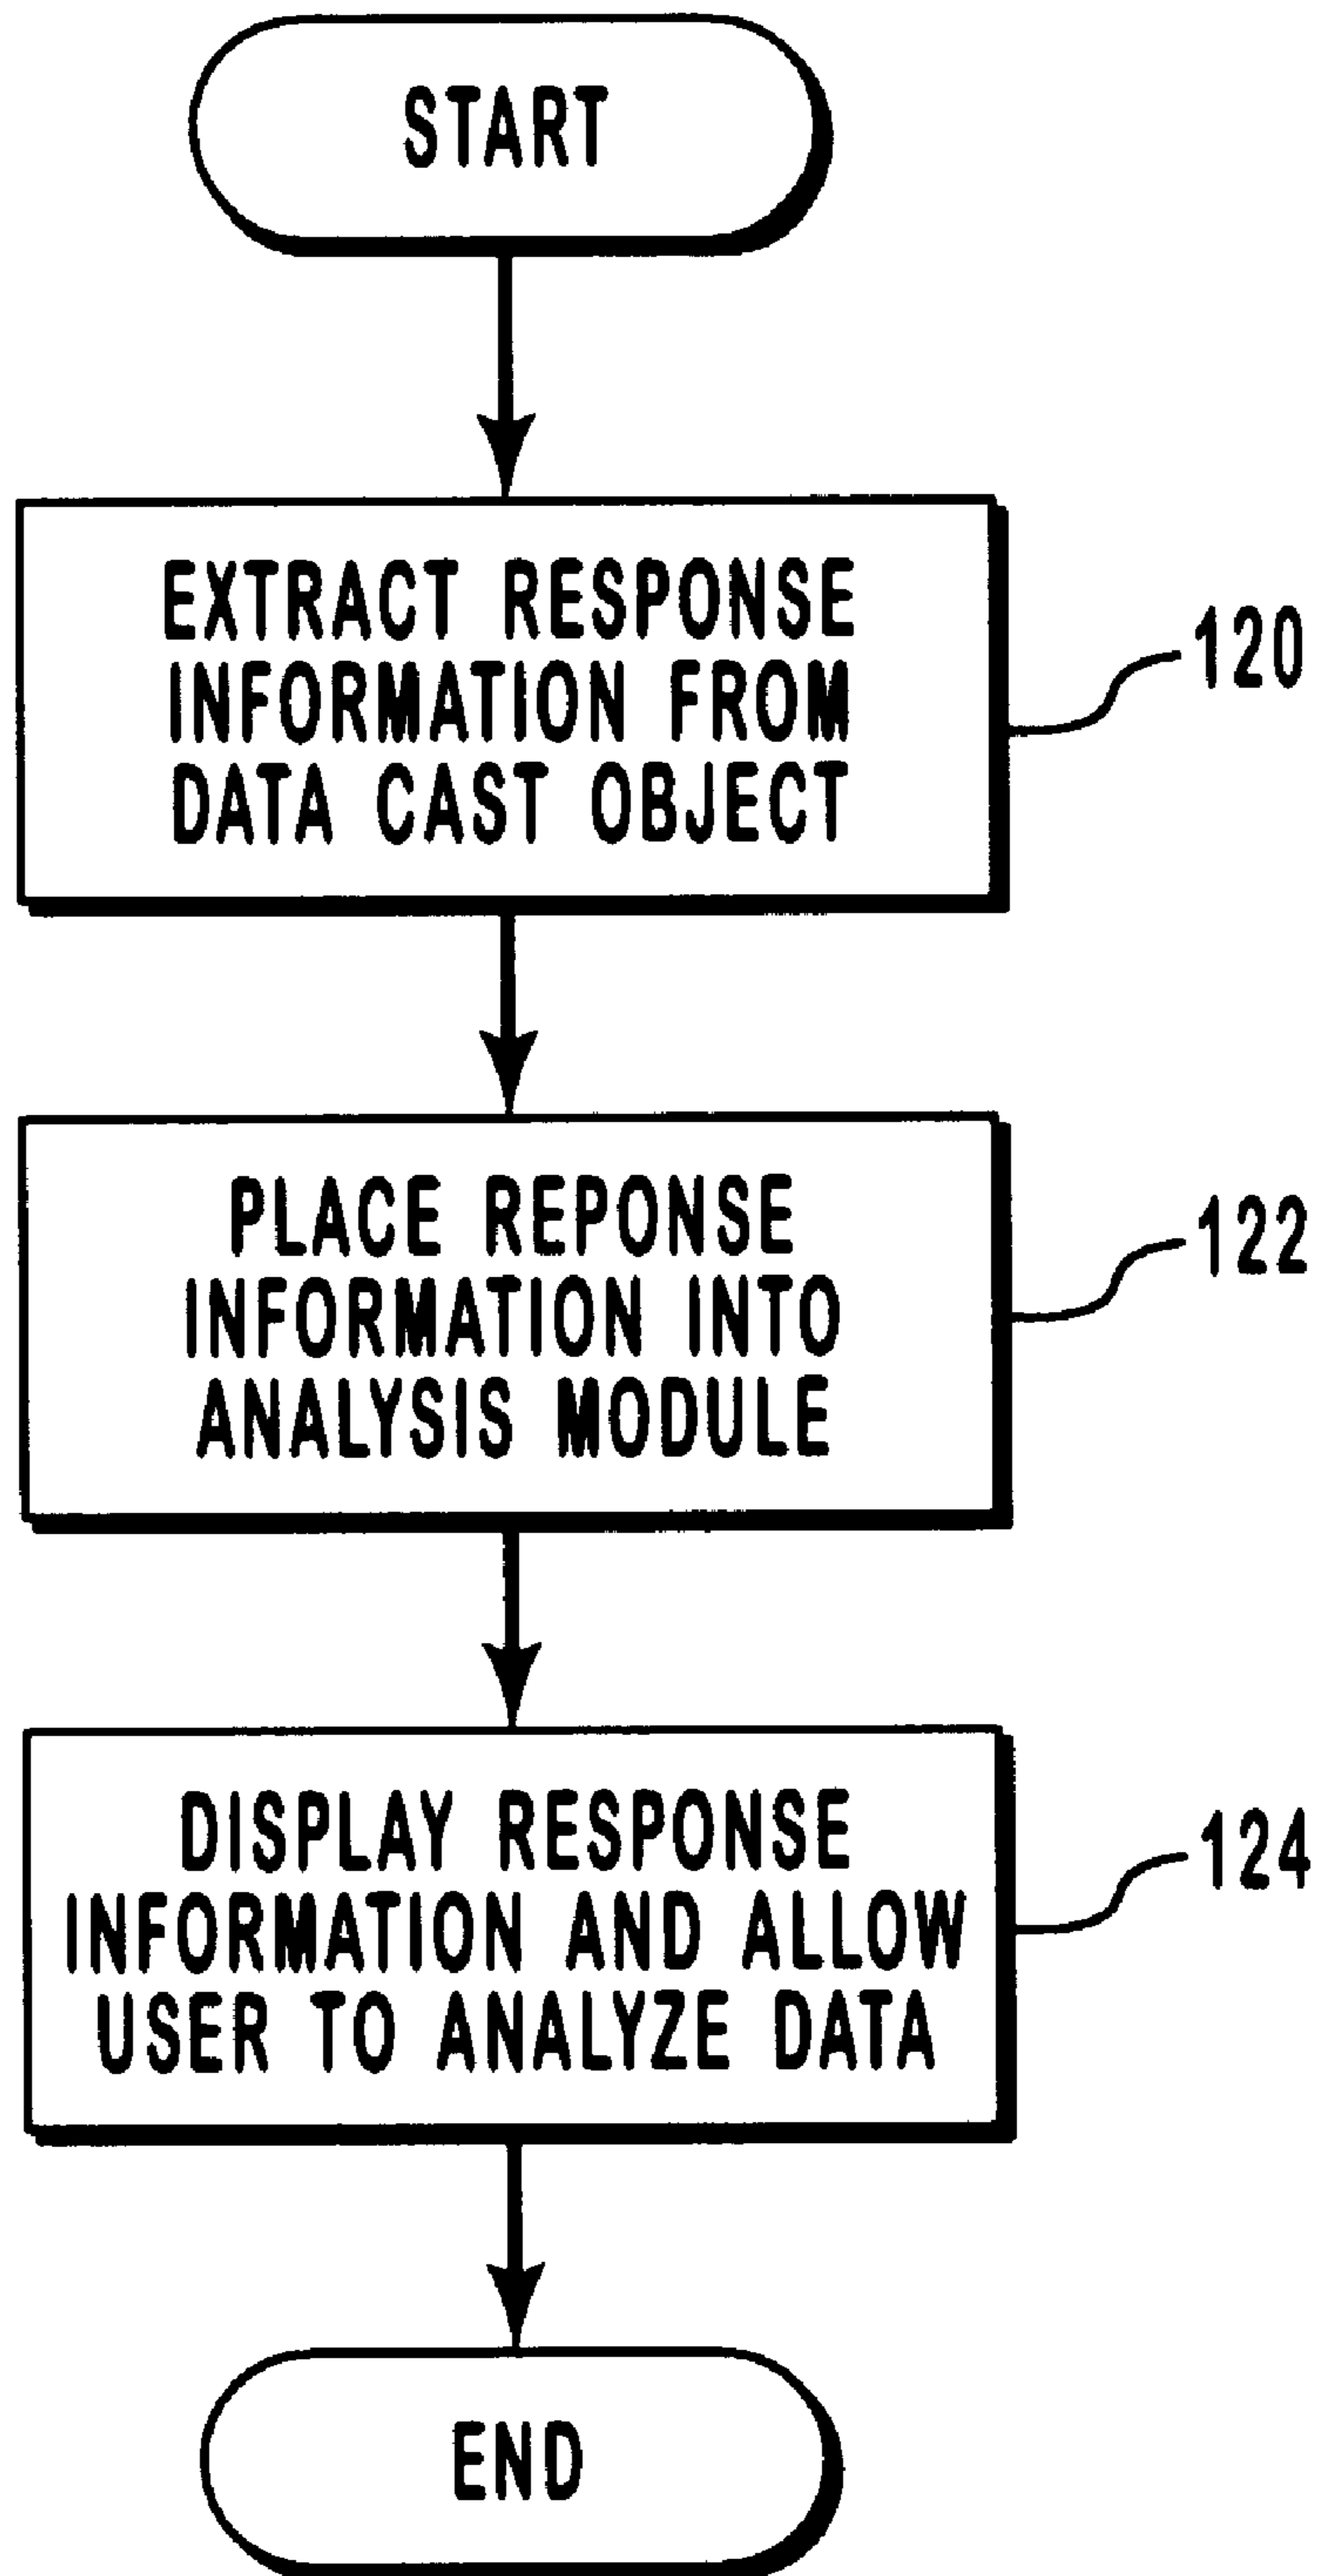 START
EXTRACT RESPONSE
INFORMATION FROM
DATA CAST OBJECT
120
PLACE REPONSE
INFORMATION INTO
ANALYSIS MODULE
122
DISPLAY RESPONSE
INFORMATION AND ALLOW
USER TO ANALYZE DATA
124
END